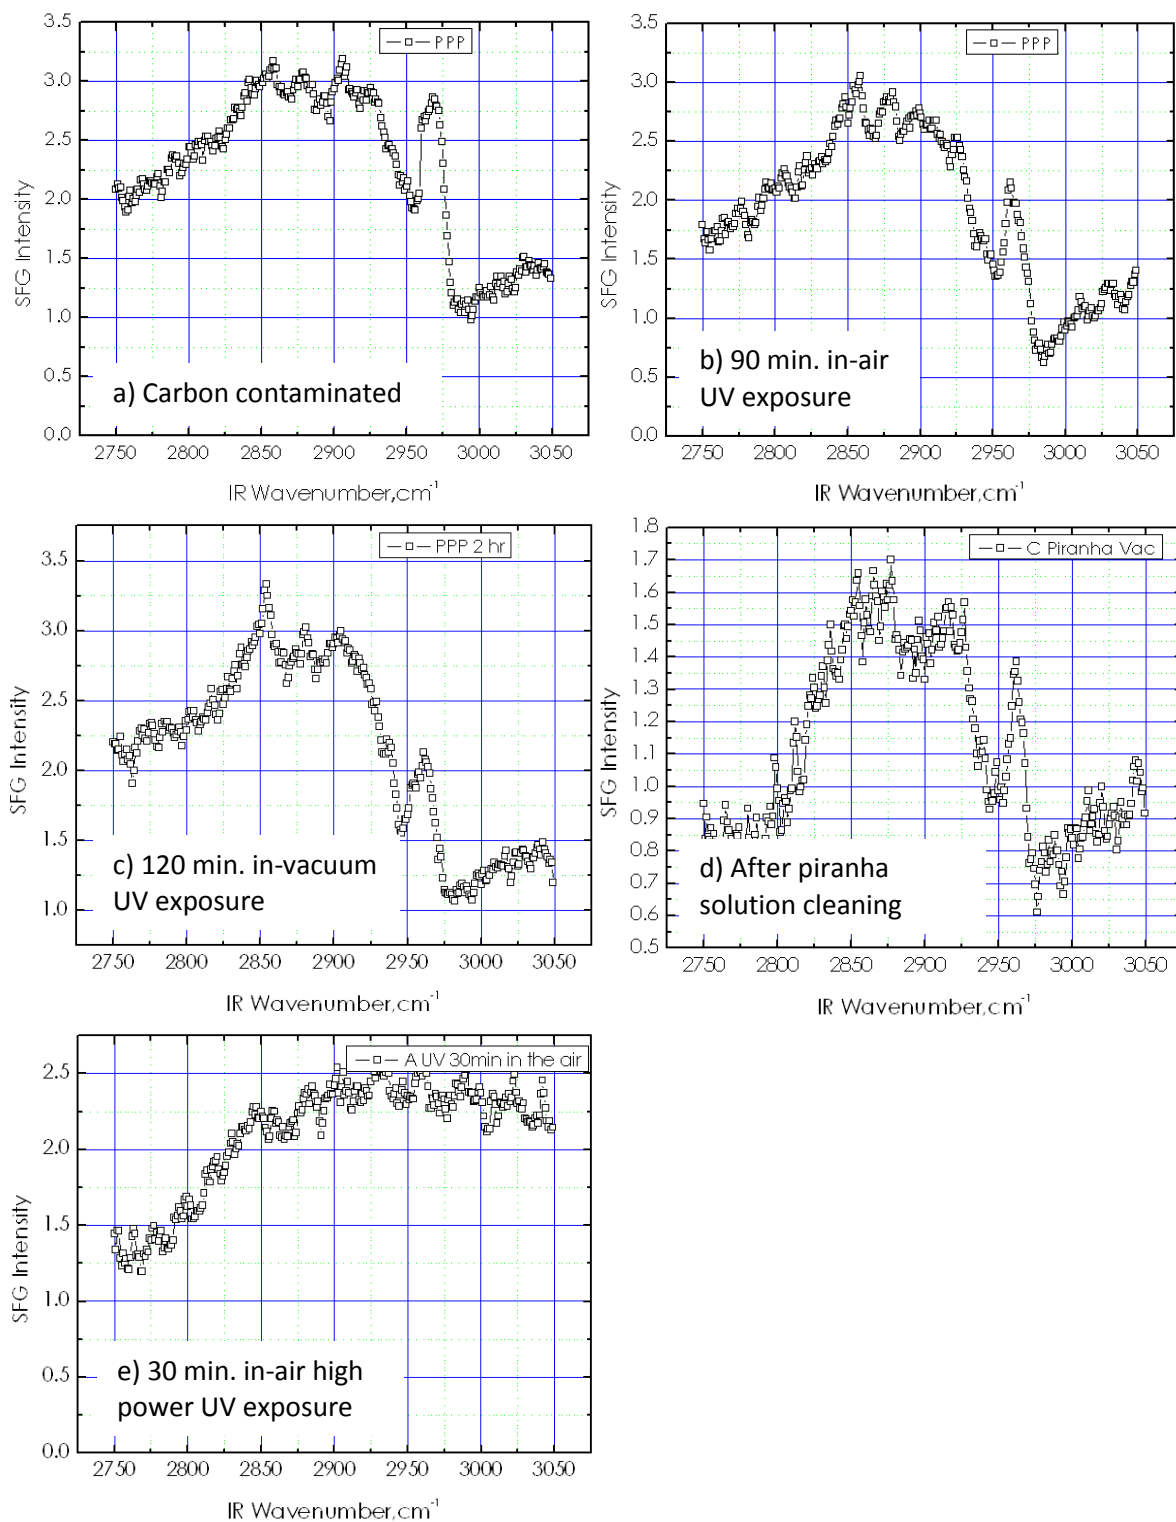 3.5
3.0
2.5
2.0
1.5
1.0
0.5
0.0
SFG Intensity
PPP
a) Carbon contaminated
2750 2800 2850 2900 2950 3000 3050
IR Wavenumber,cm-1
3.5
3.0
2.5
2.0
1.5
1.0
0.5
0.0
SFG Intensity
PPP
b) 90 min. in-air
UV exposure
2750 2800 2850 2900 2950 3000 3050
IR Wavenumber,cm-1
3.5
3.0
2.5
2.0
1.5
1.0
SFG Intensity
PPP 2 hr
c) 120 min. in-vacuum
UV exposure
2750 2800 2850 2900 2950 3000 3050
IR Wavenumber,cm-1
1.8
1.7
1.6
1.5
1.4
1.3
1.2
1.1
1.0
0.9
0.8
0.7
0.6
0.5
SFG Intensity
C Piranha Vac
d) After piranha
solution cleaning
2750 2800 2850 2900 2950 3000 3050
IR Wavenumber,cm-1
2.5
2.0
1.5
1.0
0.5
0.0
SFG Intensity
A UV 30min in the air
e) 30 min. in-air high
power UV exposure
2750 2800 2850 2900 2950 3000 3050
IR Wavenumber,cm-1